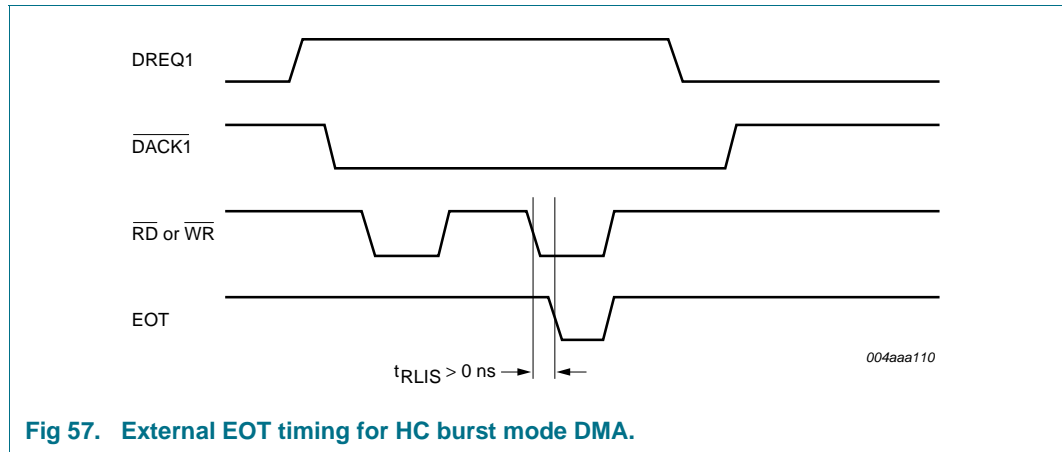 DREQ1
DACK1
RD or WR
EOT
tRLIS > 0 ns
004aaa110
Fig 57. External EOT timing for HC burst mode DMA.